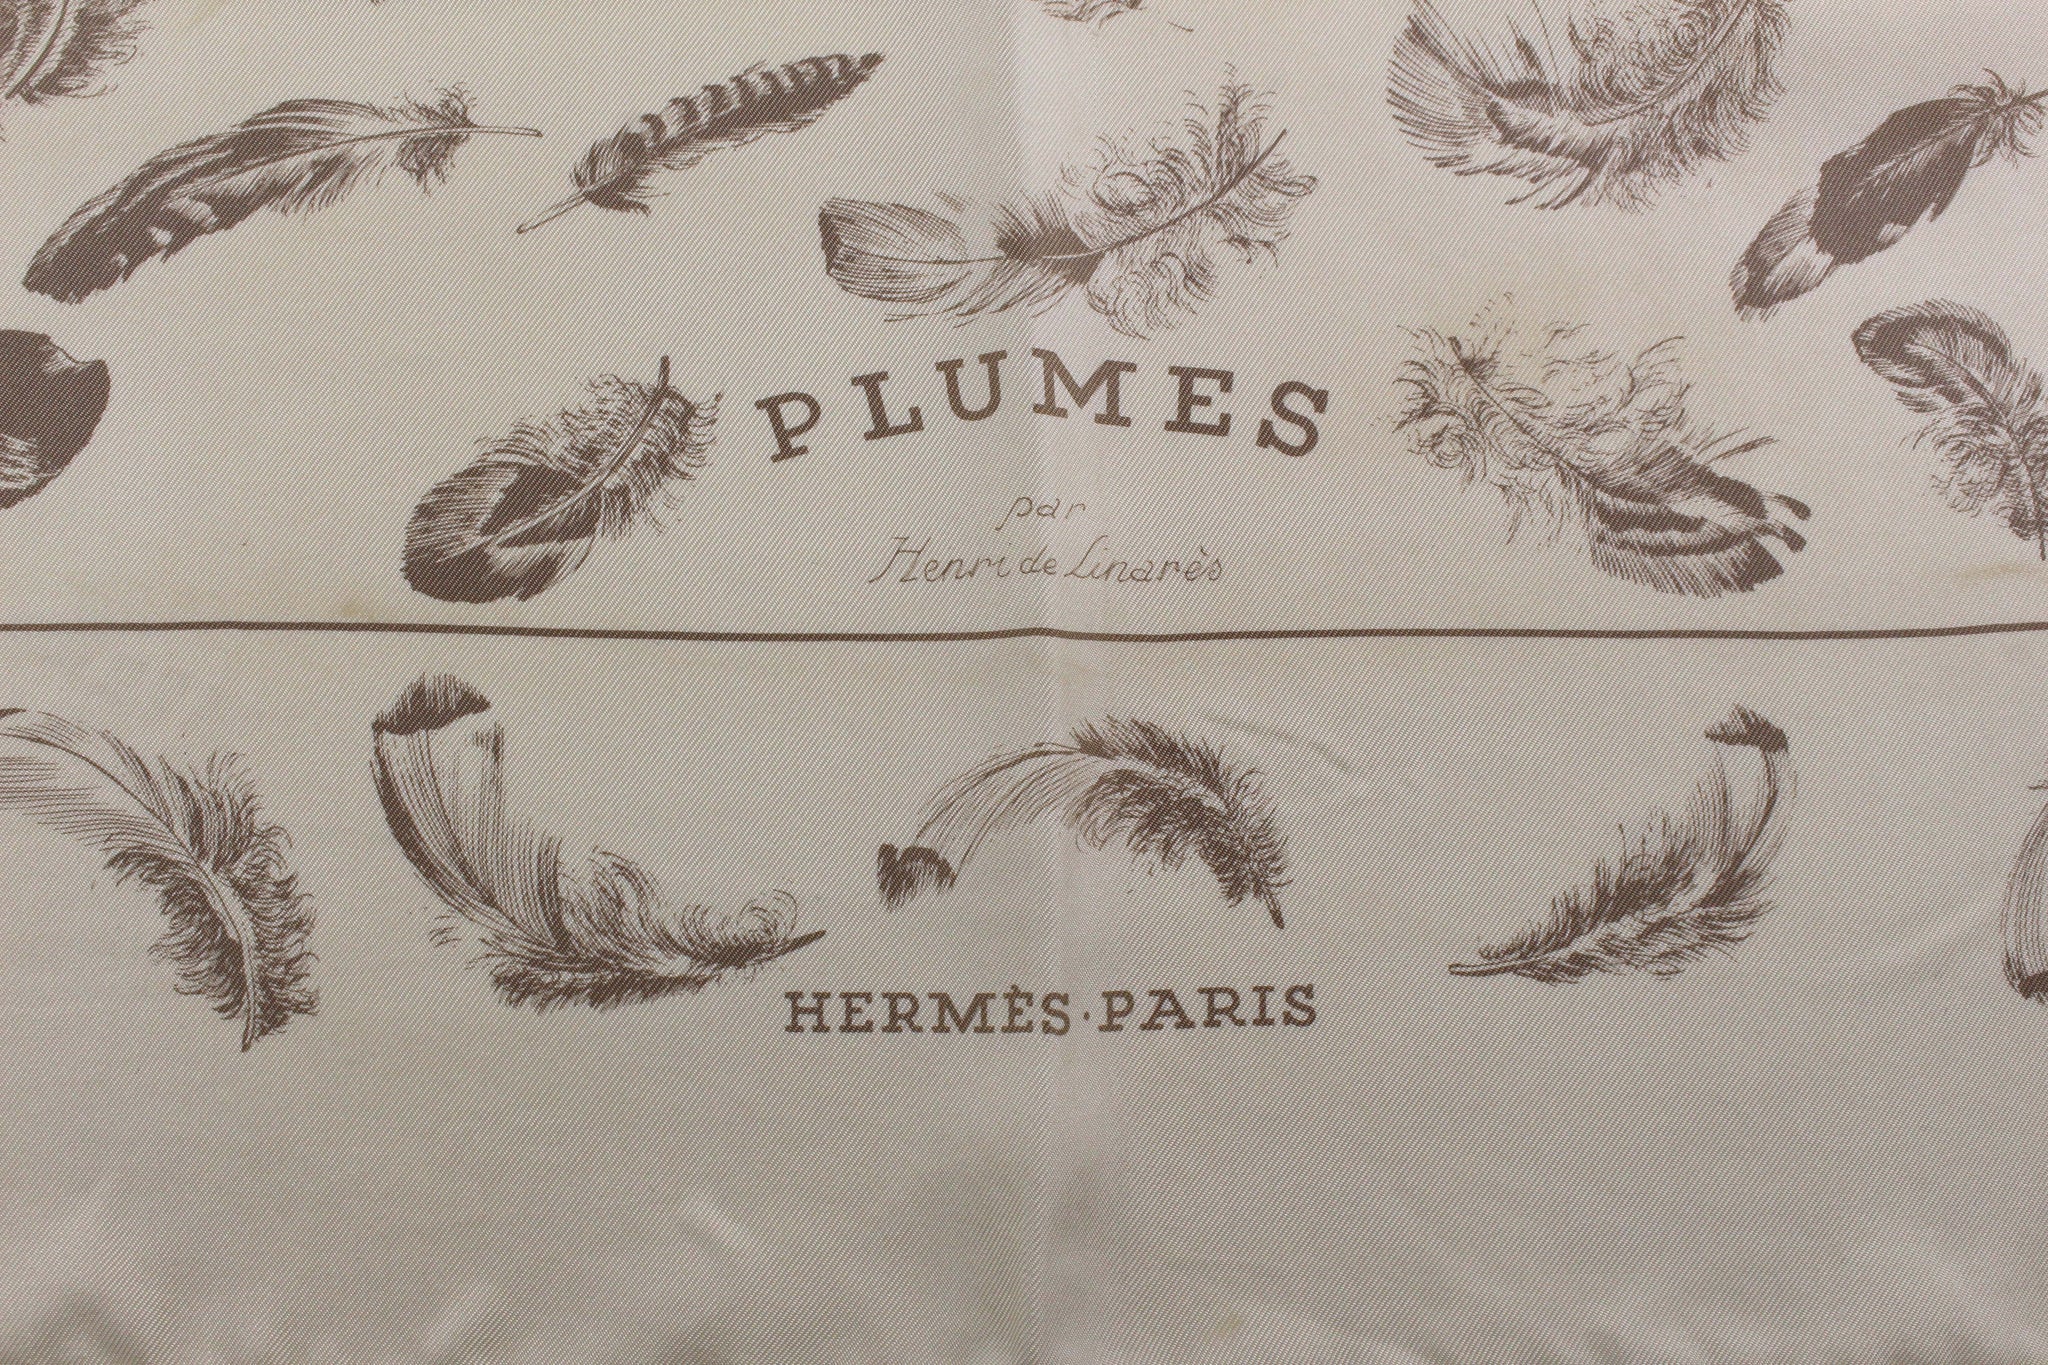 PLUMES
par
Henri de Linarès
HERMÈS·PARIS